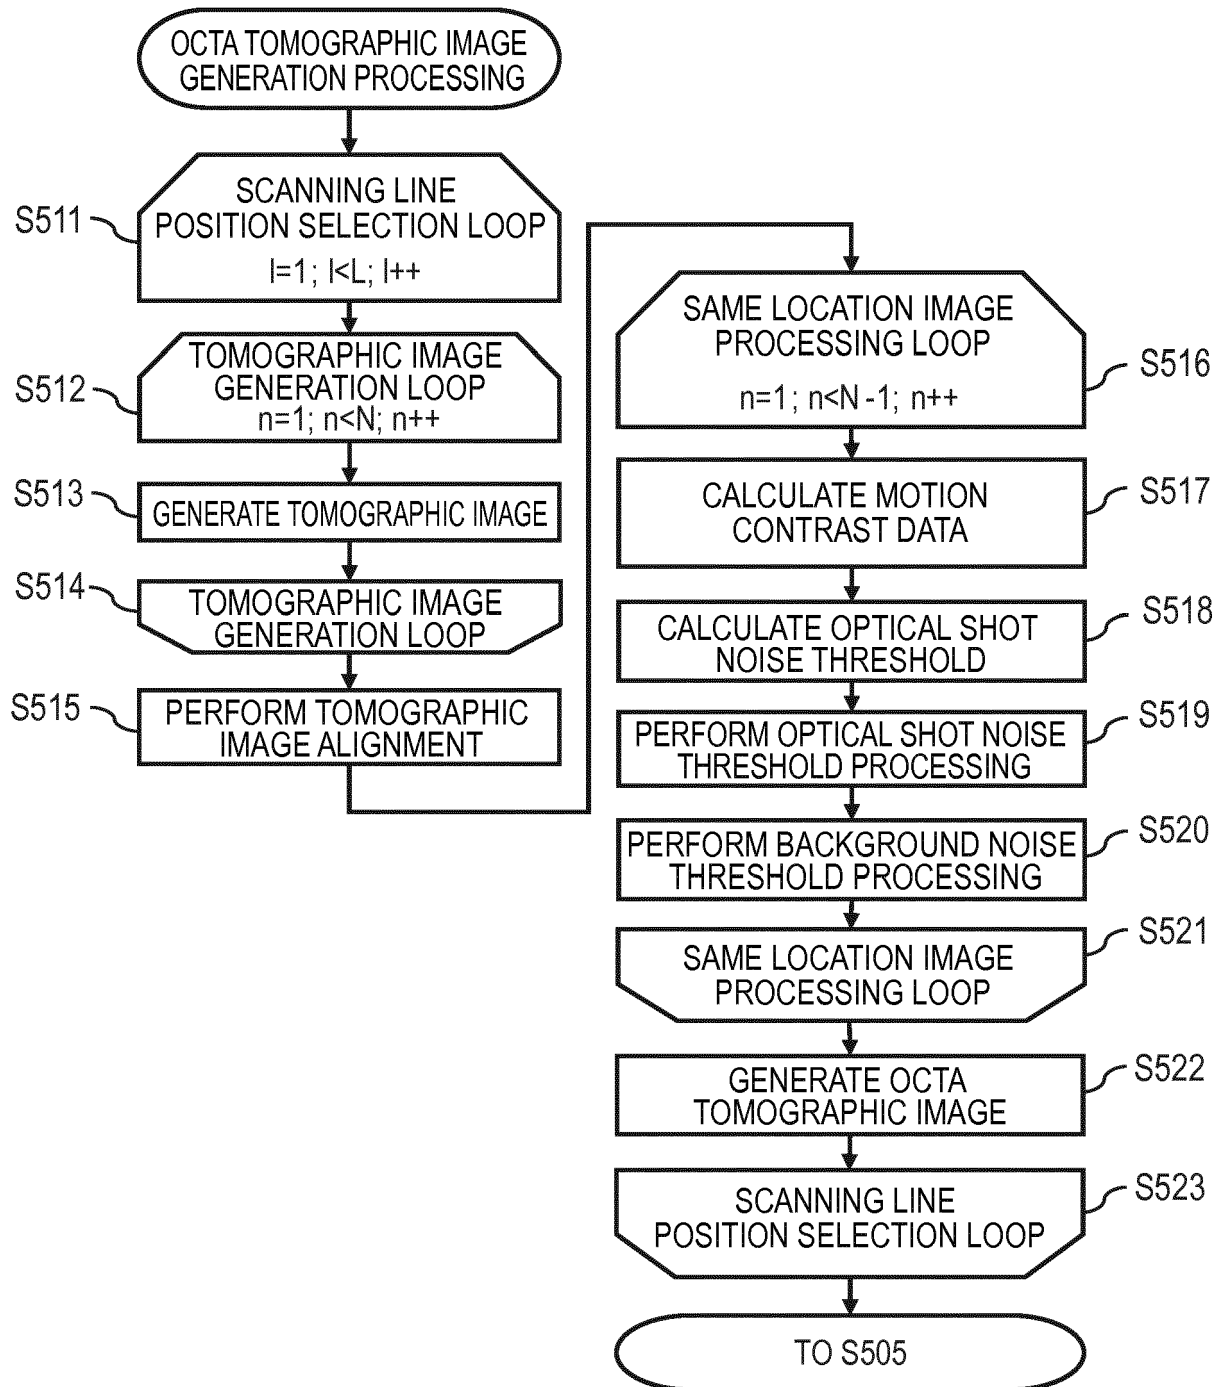 OCTA TOMOGRAPHIC IMAGE
GENERATION PROCESSING
S511
SCANNING LINE
POSITION SELECTION LOOP
l=1; l<L; l++
S512
TOMOGRAPHIC IMAGE
GENERATION LOOP
n=1; n<N; n++
S513
GENERATE TOMOGRAPHIC IMAGE
S514
TOMOGRAPHIC IMAGE
GENERATION LOOP
S515
PERFORM TOMOGRAPHIC
IMAGE ALIGNMENT
SAME LOCATION IMAGE
PROCESSING LOOP
n=1; n<N-1; n++
S516
CALCULATE MOTION
CONTRAST DATA
S517
CALCULATE OPTICAL SHOT
NOISE THRESHOLD
S518
PERFORM OPTICAL SHOT NOISE
THRESHOLD PROCESSING
S519
PERFORM BACKGROUND NOISE
THRESHOLD PROCESSING
S520
SAME LOCATION IMAGE
PROCESSING LOOP
S521
GENERATE OCTA
TOMOGRAPHIC IMAGE
S522
SCANNING LINE
POSITION SELECTION LOOP
S523
TO S505